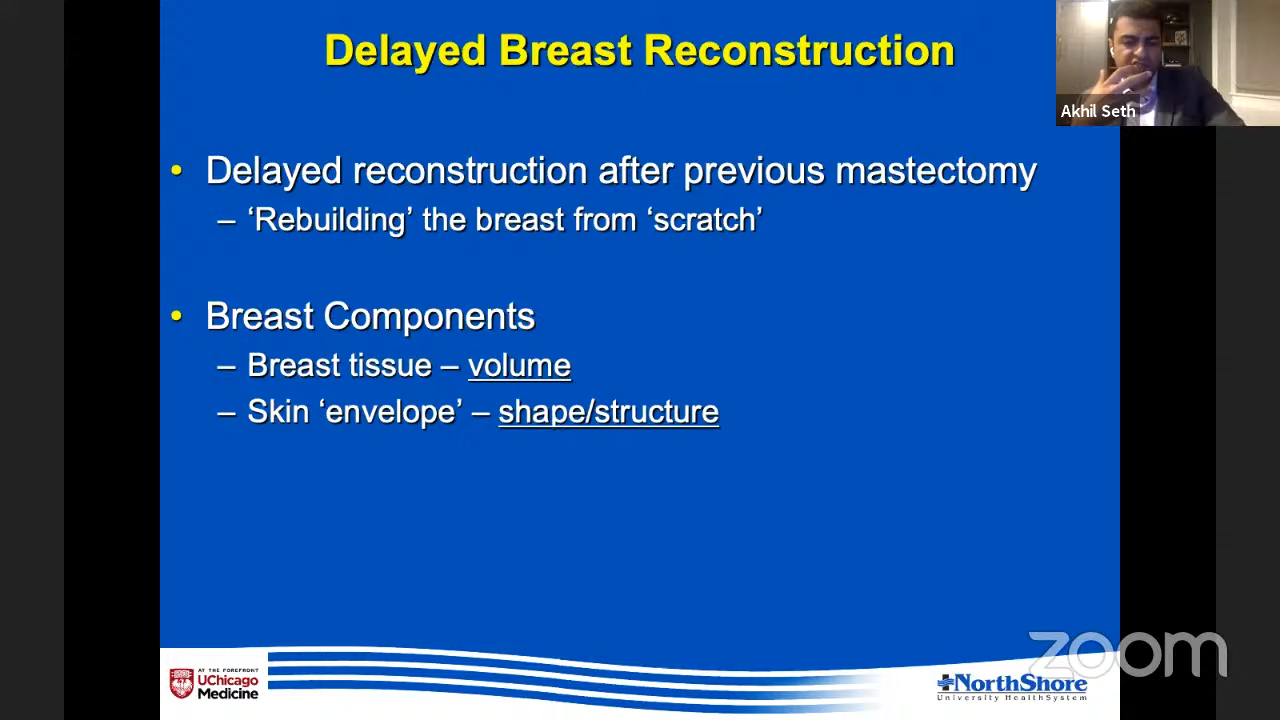 Delayed Breast Reconstruction
Akhil Seth
• Delayed reconstruction after previous mastectomy
– ‘Rebuilding’ the breast from ‘scratch’
• Breast Components
– Breast tissue – volume
– Skin ‘envelope’ – shape/structure
zoom
AT THE FOREFRONT
UChicago
Medicine
NorthShore
University HealthSystem